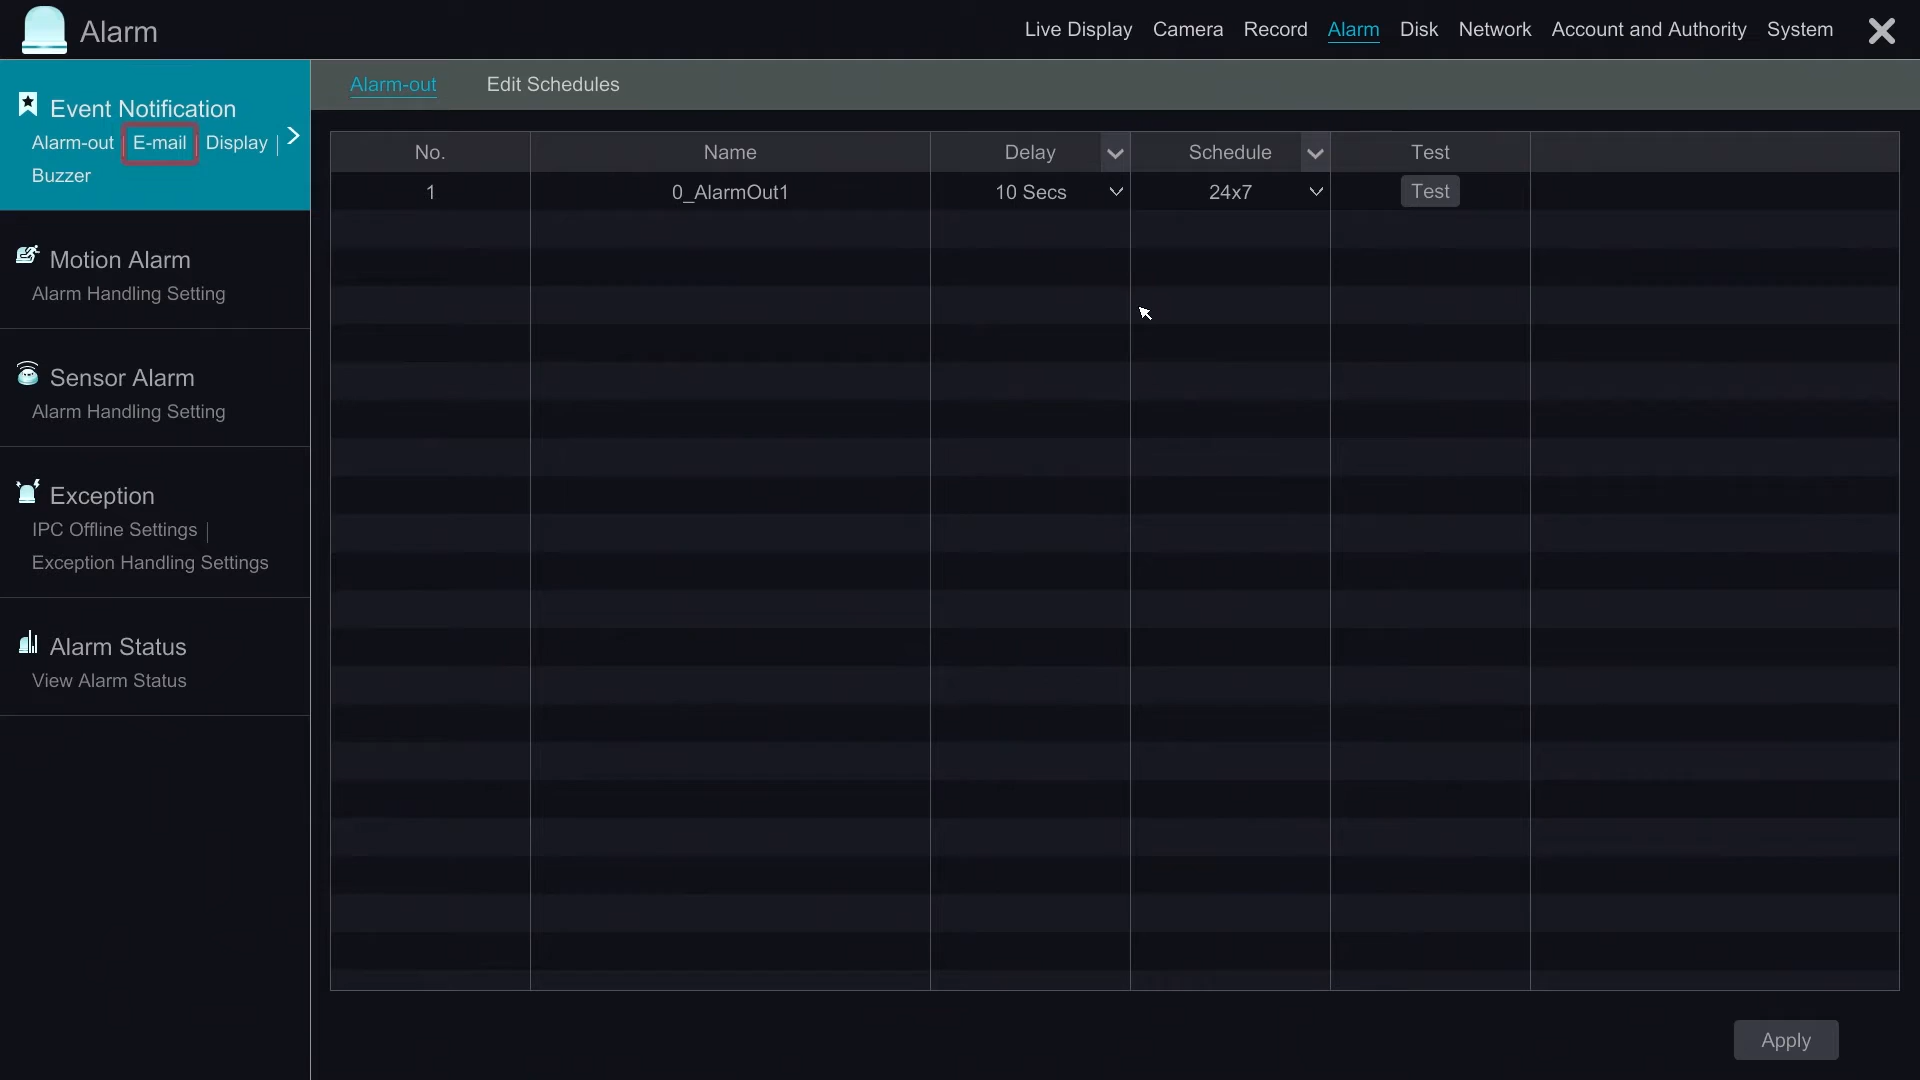 Alarm
Live Display Camera Record Alarm Disk Network Account and Authority System
Event Notification
Alarm-out | E-mail | Display |
Buzzer
Motion Alarm
Alarm Handling Setting
Sensor Alarm
Alarm Handling Setting
Exception
IPC Offline Settings |
Exception Handling Settings
Alarm Status
View Alarm Status
Alarm-out Edit Schedules
No. Name Delay Schedule Test
1 0_AlarmOut1 10 Secs 24x7 Test
Apply